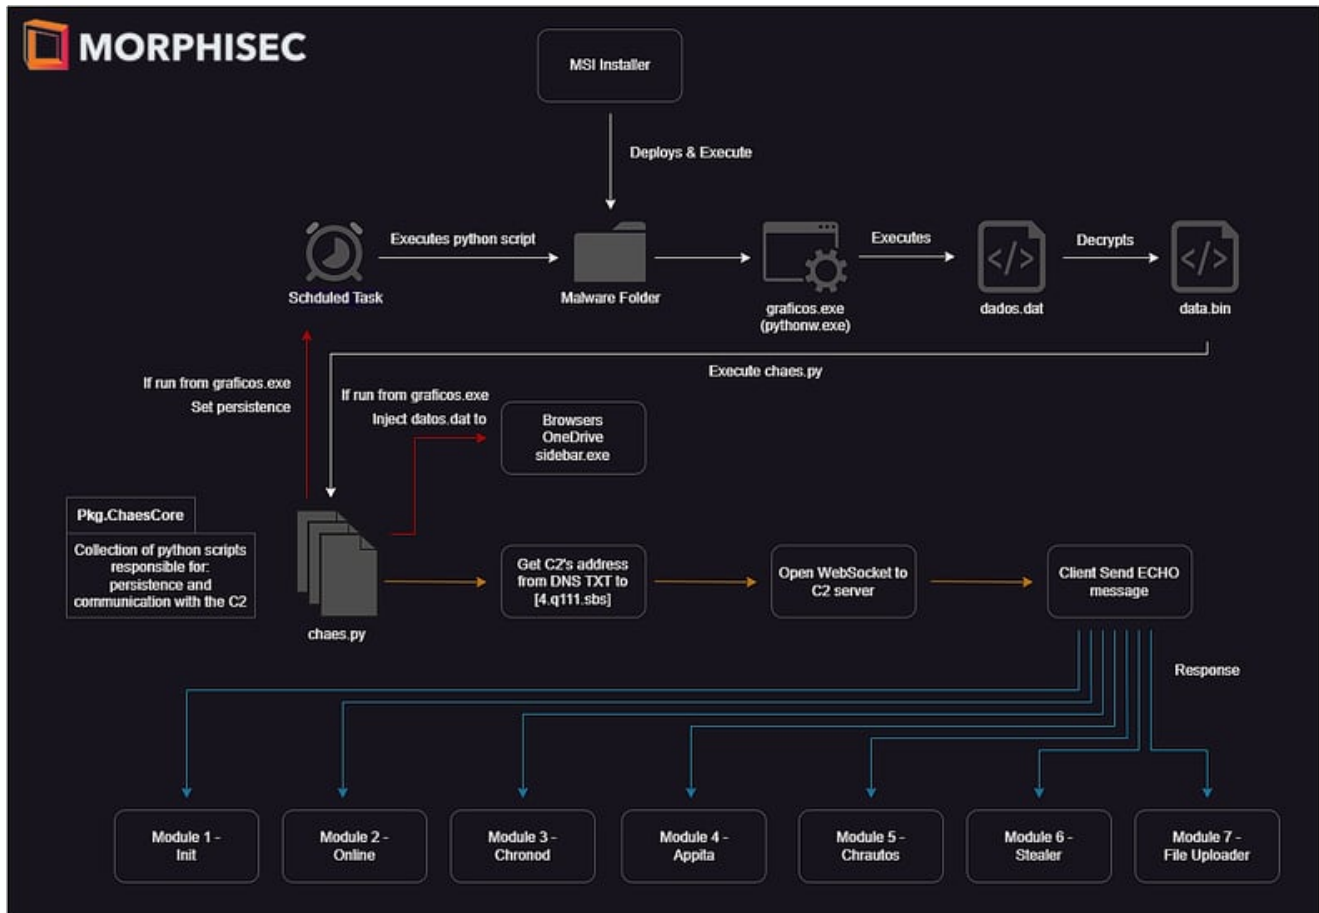 MORPHISEC
MSI Installer
Deploys & Execute
Executes python script
Executes
Decrypts
Schduled Task
Malware Folder
graficos.exe
(pythonw.exe)
dados.dat
data.bin
Execute chaes.py
If run from graficos.exe
Set persistence
If run from graficos.exe
Inject datos.dat to
Browsers
OneDrive
sidebar.exe
Pkg.ChaesCore
Collection of python scripts
responsible for:
persistence and
communication with the C2
chaes.py
Get C2's address
from DNS TXT to
[4.q111.sbs]
Open WebSocket to
C2 server
Client Send ECHO
message
Response
Module 1 -
Init
Module 2 -
Online
Module 3 -
Chronod
Module 4 -
Appita
Module 5 -
Chrautos
Module 6 -
Stealer
Module 7 -
File Uploader